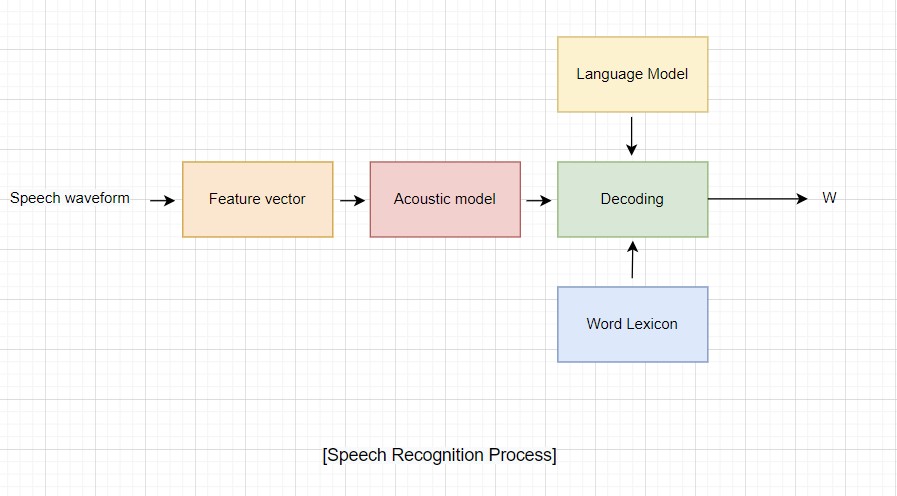 Language Model
Speech waveform
Feature vector
Acoustic model
Decoding
W
Word Lexicon
[Speech Recognition Process]